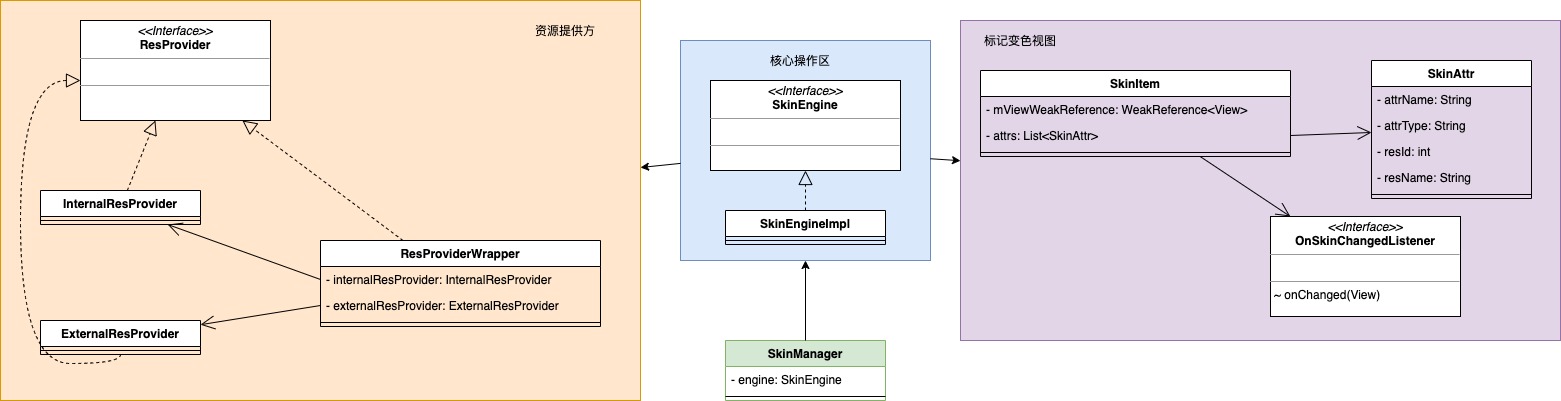 资源提供方
<<Interface>>
ResProvider
InternalResProvider
ResProviderWrapper
- internalResProvider: InternalResProvider
- externalResProvider: ExternalResProvider
ExternalResProvider
核心操作区
<<Interface>>
SkinEngine
SkinEngineImpl
SkinManager
- engine: SkinEngine
标记变色视图
SkinItem
- mViewWeakReference: WeakReference<View>
- attrs: List<SkinAttr>
SkinAttr
- attrName: String
- attrType: String
- resId: int
- resName: String
<<Interface>>
OnSkinChangedListener
~ onChanged(View)